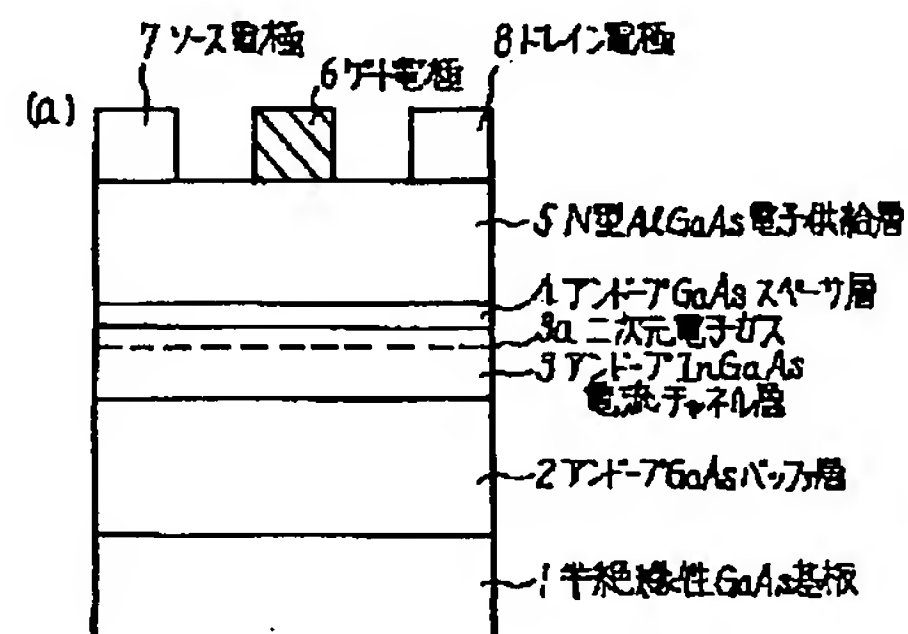 7 ソース電極
8 ドレイン電極
6 ゲート電極
(a)
5 N型AlGaAs電子供給層
4 アンドープGaAsスペーサ層
3a 二次元電子ガス
3 アンドープInGaAs
電流チャネル層
2 アンドープGaAsバッファ層
1 半絶縁性GaAs基板